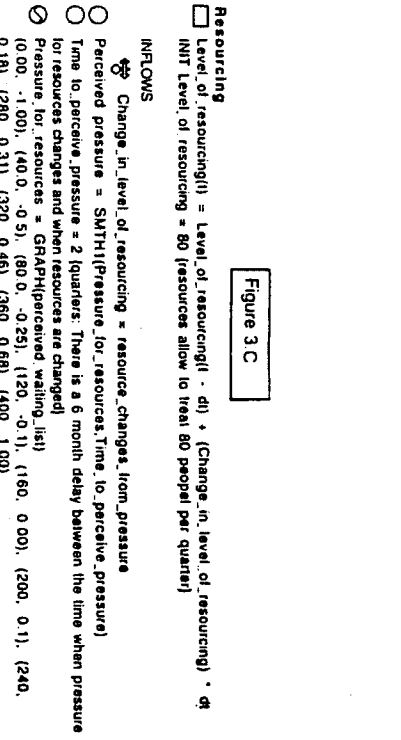 Figure 3.C
Resourcing
Level_of_resourcing(t) = Level_of_resourcing(t - dt) + (Change_in_level_of_resourcing) * dt
INIT Level_of_resourcing = 80 {resources allow to treat 80 peopel per quarter}
INFLOWS
Change_in_level_of_resourcing = resource_changes_from_pressure
Perceived pressure = SMTH1(Pressure_for_resources,Time_to_perceive_pressure)
Time to_perceive_pressure = 2 {quarters: There is a 6 month delay between the time when pressure
for resources changes and when resources are changed}
Pressure_for_resources = GRAPH(perceived_waiting_list)
(0.00, -1.00), (40.0, -0.5), (80.0, -0.25), (120, -0.1), (160, 0.00), (200, 0.1), (240,
0.18), (280, 0.31), (320, 0.46), (360, 0.68), (400, 1.00)